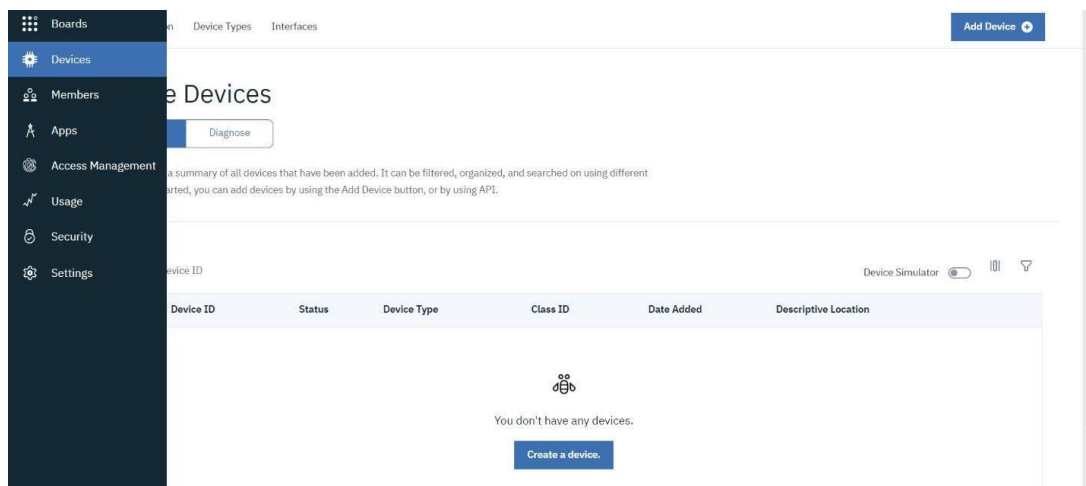 Boards
Devices
Members
Apps
Access Management
Usage
Security
Settings
n Device Types Interfaces
Add Device
e Devices
Diagnose
a summary of all devices that have been added. It can be filtered, organized, and searched on using different
arted, you can add devices by using the Add Device button, or by using API.
evice ID
Device Simulator
Device ID Status Device Type Class ID Date Added Descriptive Location
You don't have any devices.
Create a device.